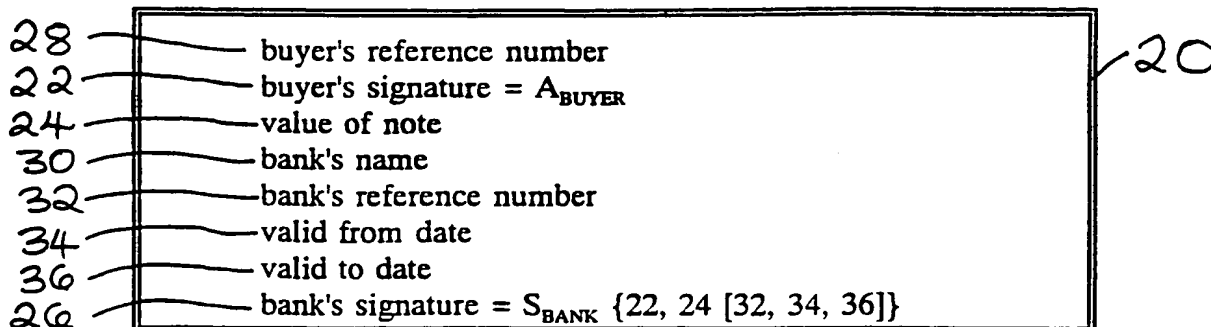 28 buyer's reference number 20
22 buyer's signature = A_BUYER
24 value of note
30 bank's name
32 bank's reference number
34 valid from date
36 valid to date
26 bank's signature = S_BANK {22, 24 [32, 34, 36]}